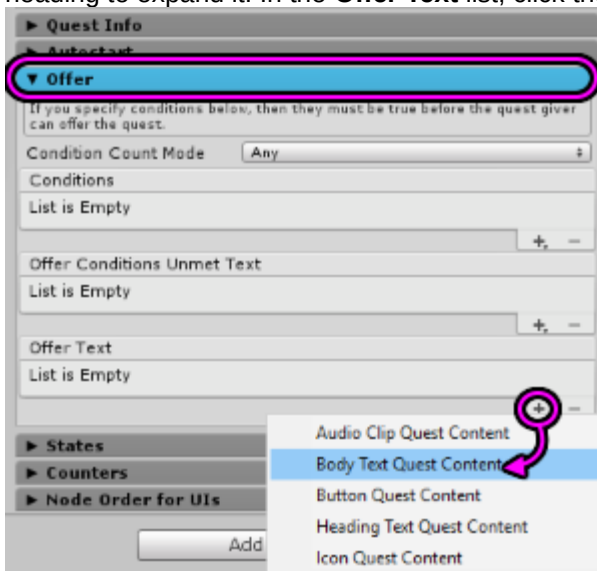 heading to expand it. In the Offer Text list, click th
► Quest Info
► Autostart
▼ Offer
If you specify conditions below, then they must be true before the quest giver
can offer the quest.
Condition Count Mode Any
Conditions
List is Empty
+, −
Offer Conditions Unmet Text
List is Empty
+, −
Offer Text
List is Empty
+ −
Audio Clip Quest Content
► States
Body Text Quest Content
► Counters
Button Quest Content
► Node Order for UIs
Heading Text Quest Content
Add
Icon Quest Content